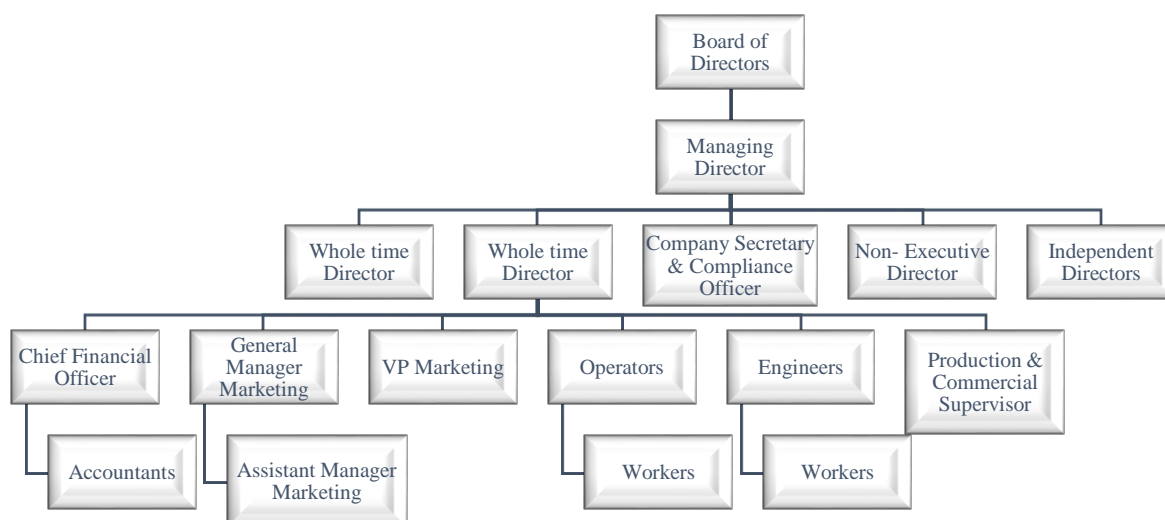 Board of
Directors
Managing
Director
Whole time
Director
Whole time
Director
Company Secretary
& Compliance
Officer
Non- Executive
Director
Independent
Directors
Chief Financial
Officer
General
Manager
Marketing
VP Marketing
Operators
Engineers
Production &
Commercial
Supervisor
Accountants
Assistant Manager
Marketing
Workers
Workers